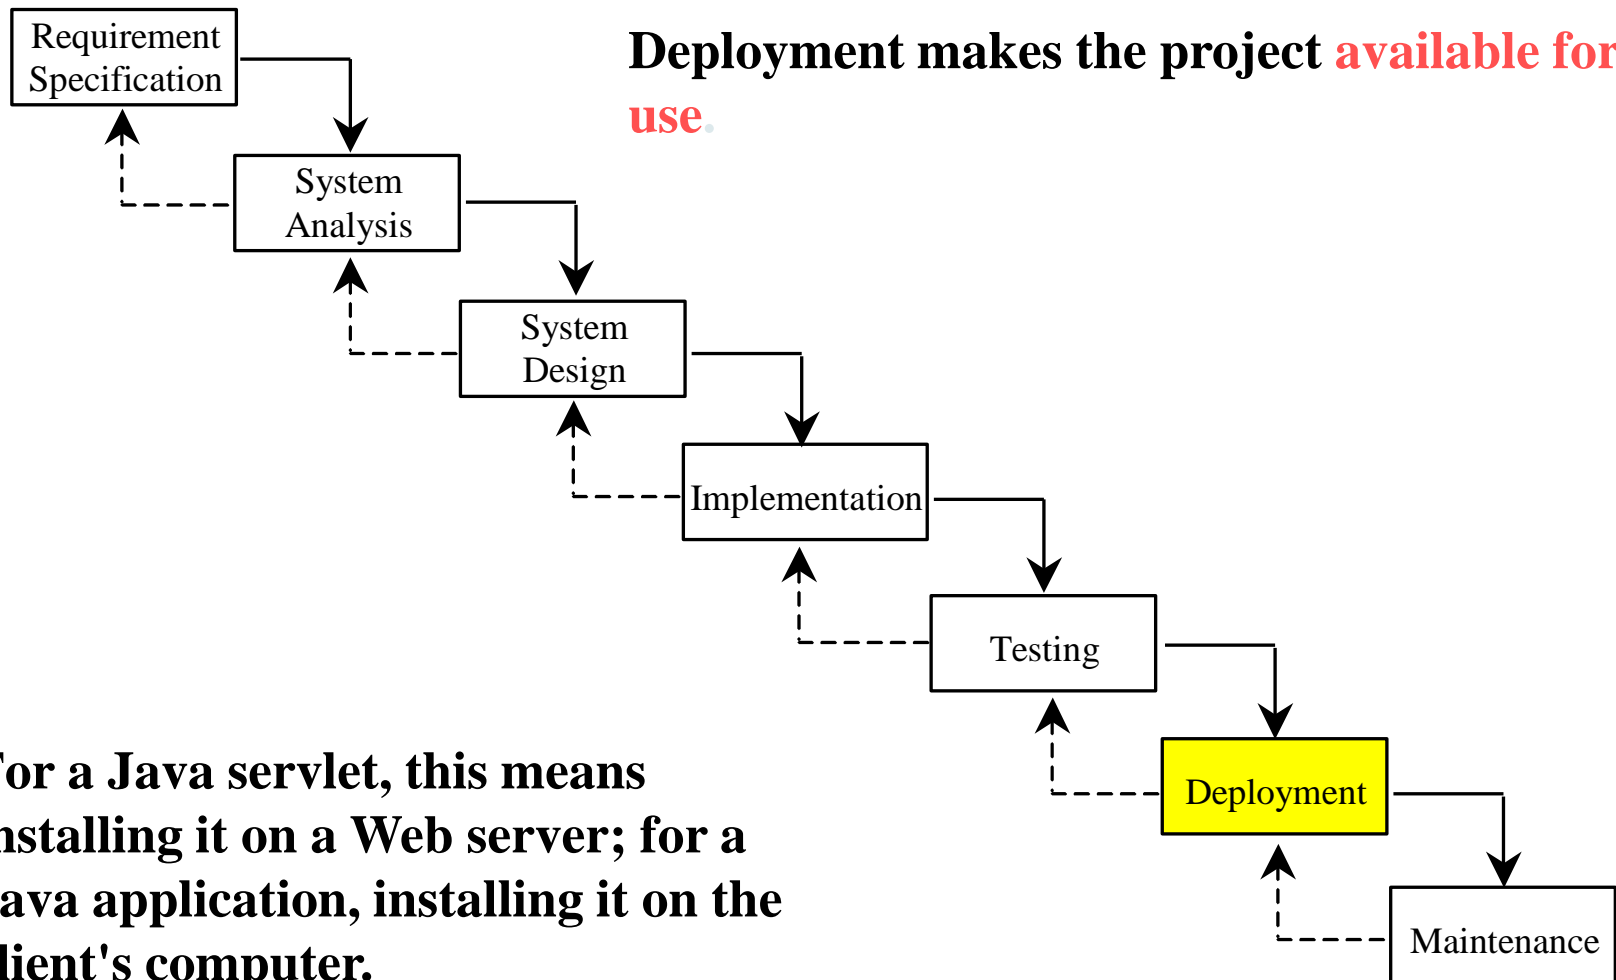 Requirement
Specification
Deployment makes the project available for
use.
System
Analysis
System
Design
Implementation
Testing
Deployment
Maintenance
For a Java servlet, this means
nstalling it on a Web server; for a
ava application, installing it on the
lient's computer.